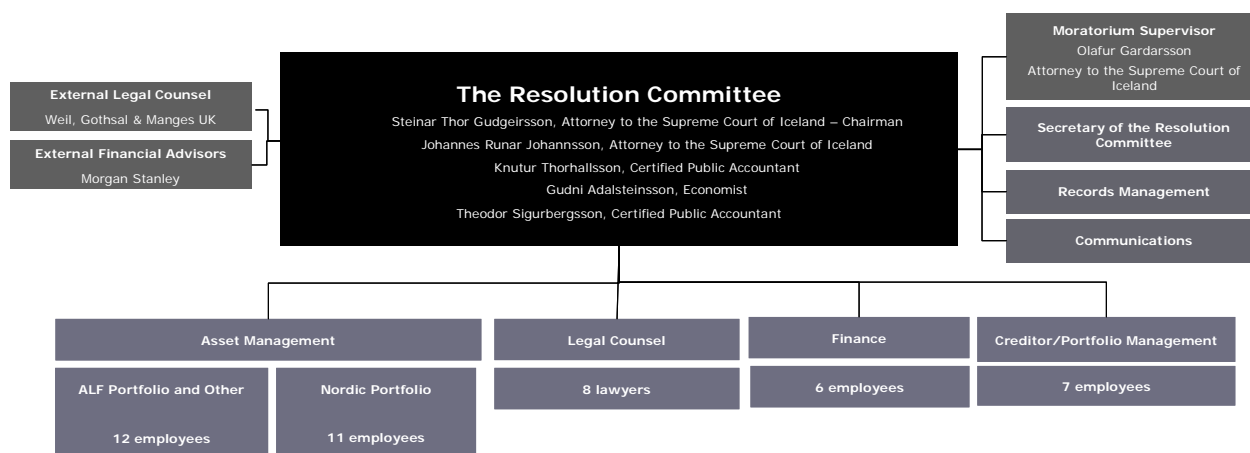 Moratorium Supervisor
Olafur Gardarsson
Attorney to the Supreme Court of
Iceland
External Legal Counsel
Weil, Gothsal & Manges UK
External Financial Advisors
Morgan Stanley
The Resolution Committee
Steinar Thor Gudgeirsson, Attorney to the Supreme Court of Iceland – Chairman
Johannes Runar Johannsson, Attorney to the Supreme Court of Iceland
Knutur Thorhallsson, Certified Public Accountant
Gudni Adalsteinsson, Economist
Theodor Sigurbergsson, Certified Public Accountant
Secretary of the Resolution
Committee
Records Management
Communications
Asset Management
Legal Counsel
Finance
Creditor/Portfolio Management
ALF Portfolio and Other
12 employees
Nordic Portfolio
11 employees
8 lawyers
6 employees
7 employees